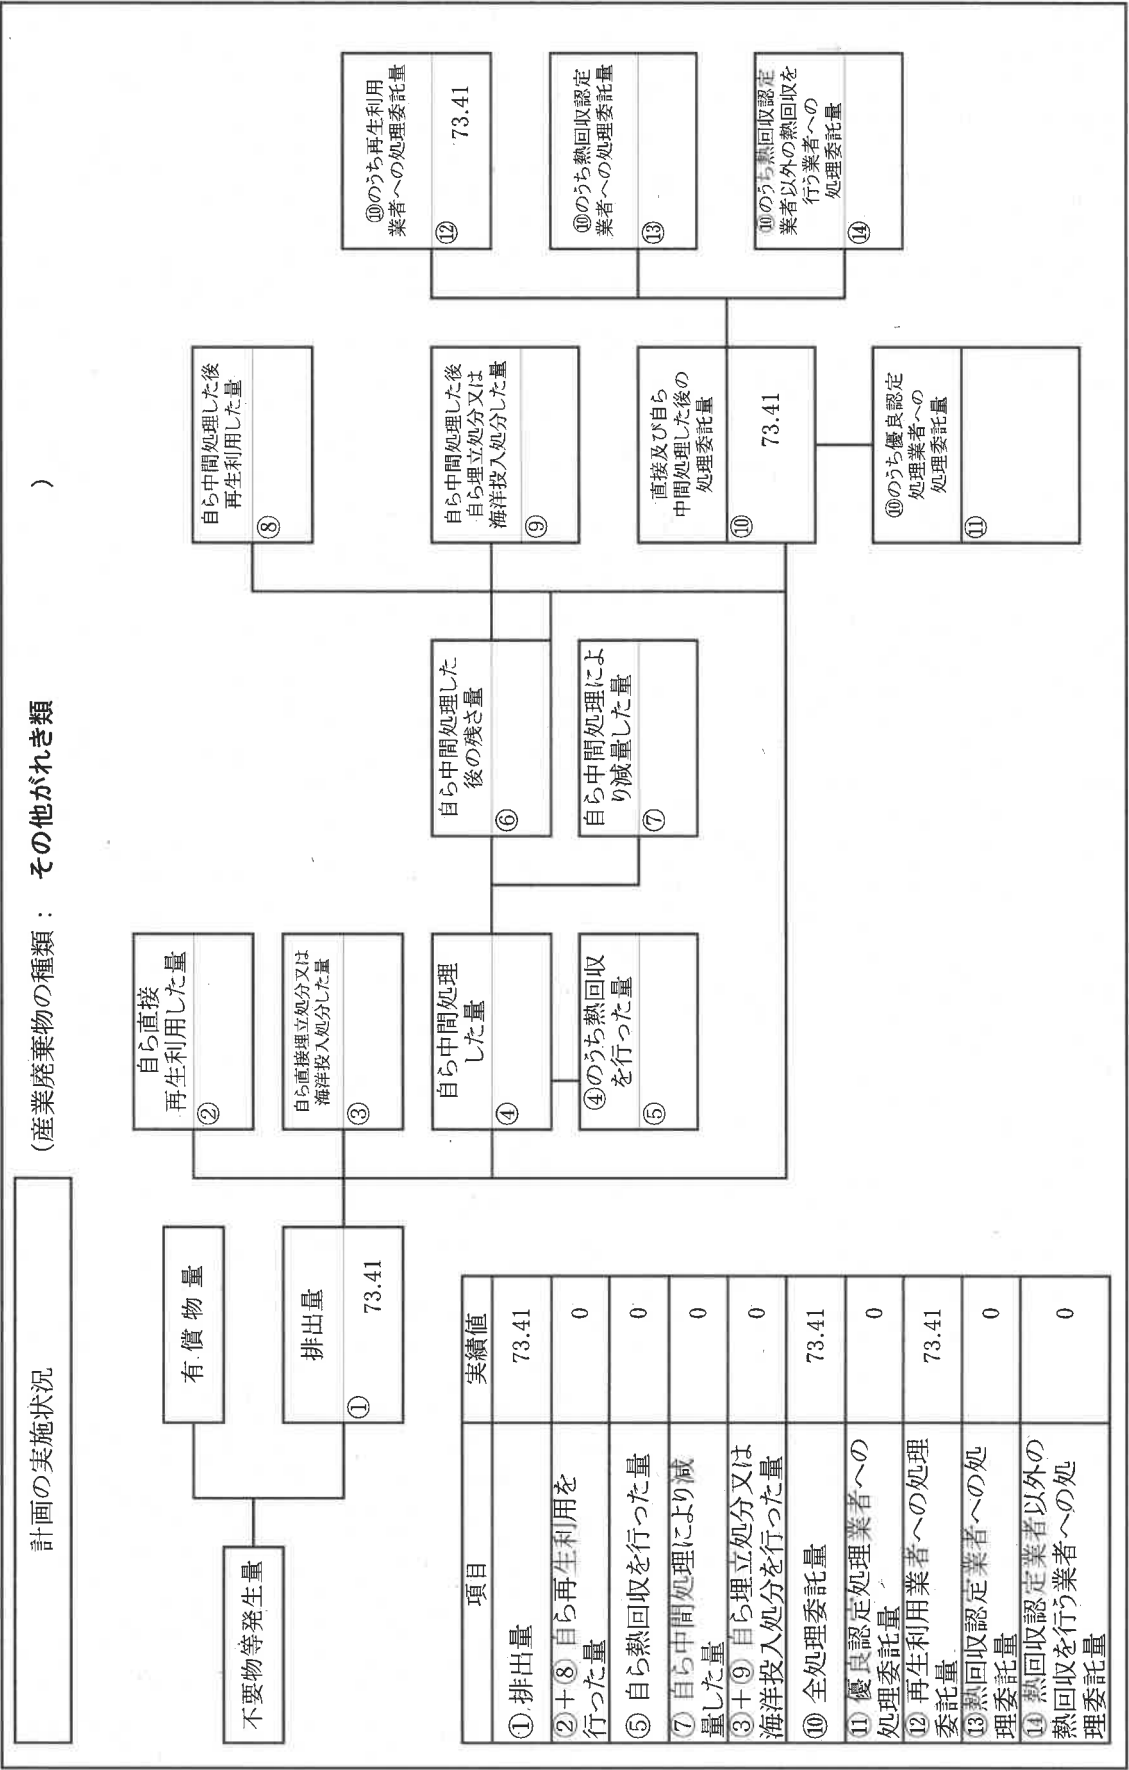 計画の実施状況
(産業廃棄物の種類： その他がれき類 )
不要物等発生量
有償物量
排出量
① 73.41
自ら直接
再生利用した量
②
自ら直接埋立処分又は
海洋投入処分した量
③
自ら中間処理
した量
④
④のうち熱回収
を行った量
⑤
自ら中間処理した
後の残さ量
⑥
自ら中間処理によ
り減量した量
⑦
自ら中間処理した後
再生利用した量
⑧
自ら中間処理した後
自ら埋立処分又は
海洋投入処分した量
⑨
直接及び自ら
中間処理した後の
処理委託量
⑩ 73.41
⑩のうち優良認定
処理業者への
処理委託量
⑪
⑩のうち再生利用
業者への処理委託量
⑫ 73.41
⑩のうち熱回収認定
業者への処理委託量
⑬
⑩のうち熱回収認定
業者以外の熱回収を
行う業者への
処理委託量
⑭
項目 実績値
①排出量 73.41
②＋⑧ 自ら再生利用を
行った量 0
⑤ 自ら熱回収を行った量 0
⑦ 自ら中間処理により減
量した量 0
③＋⑨ 自ら埋立処分又は
海洋投入処分を行った量 0
⑩ 全処理委託量 73.41
⑪ 優良認定処理業者への
処理委託量 0
⑫ 再生利用業者への処理
委託量 73.41
⑬熱回収認定業者への処
理委託量 0
⑭ 熱回収認定業者以外の
熱回収を行う業者への処
理委託量 0